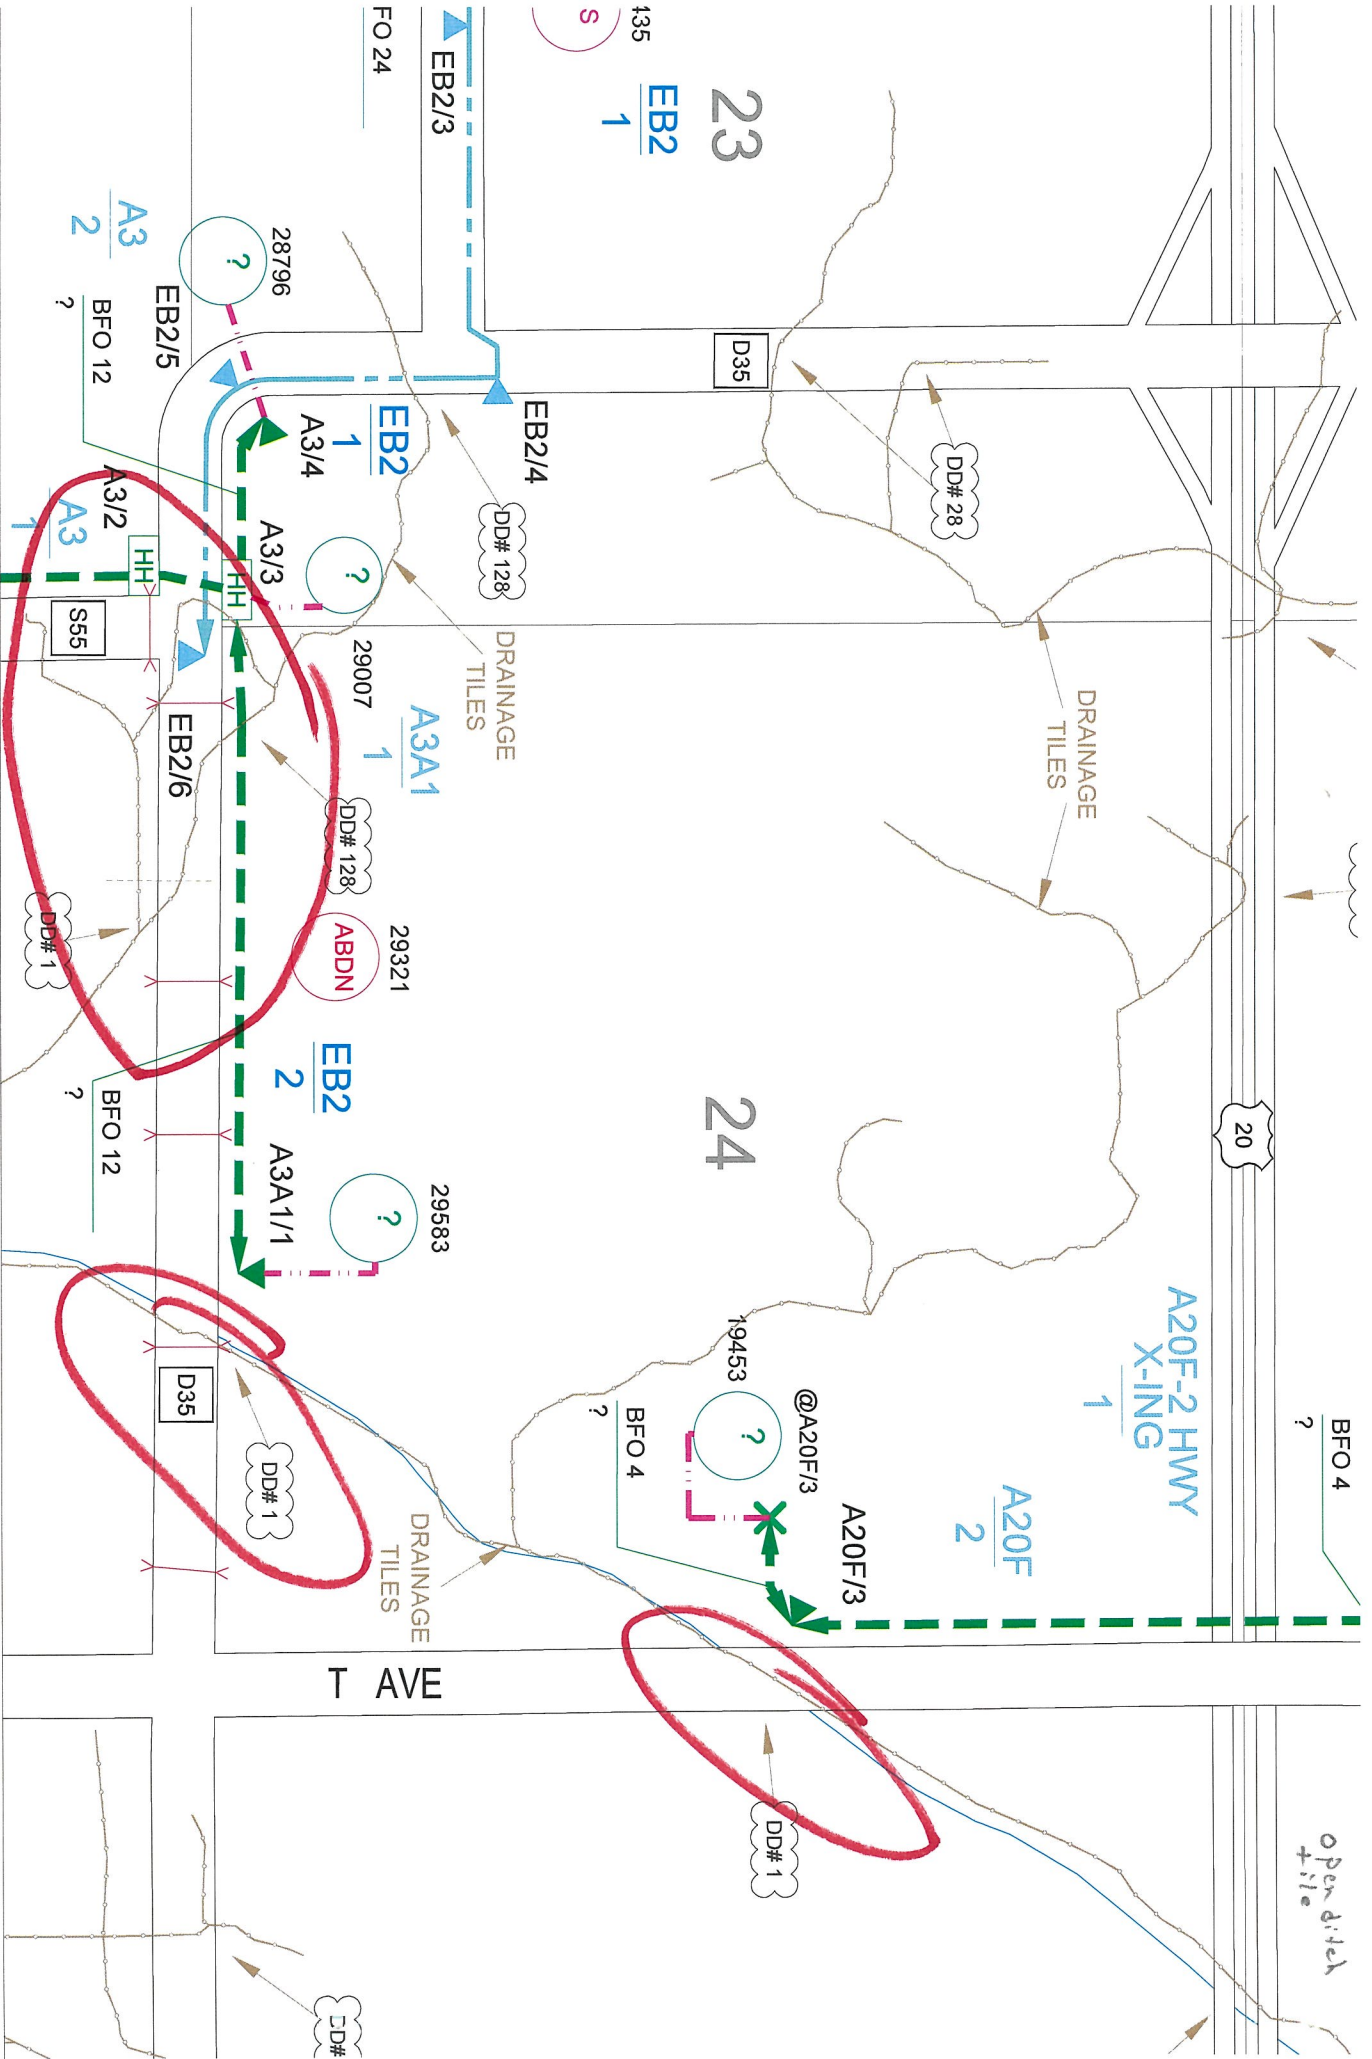 S
435
EB2
1
23
FO 24
EB2/3
A3
2
?
28796
EB2/5
BFO 12
?
D35
EB2/4
EB2
1
A3/4
DD# 28
DD# 128
A3/2
A3
1
HH
HH
A3/3
?
S55
29007
DRAINAGE
TILES
DRAINAGE
TILES
A3A1
1
EB2/6
DD# 128
DD# 1
ABDN
29321
EB2
2
BFO 12
?
24
20
A3A1/1
?
29583
D35
DD# 1
19453
?
@A20F/3
BFO 4
?
A20F/3
A20F
2
A20F-2 HWY
X-ING
1
BFO 4
?
DRAINAGE
TILES
T AVE
DD# 1
open ditch
+ile
DD#